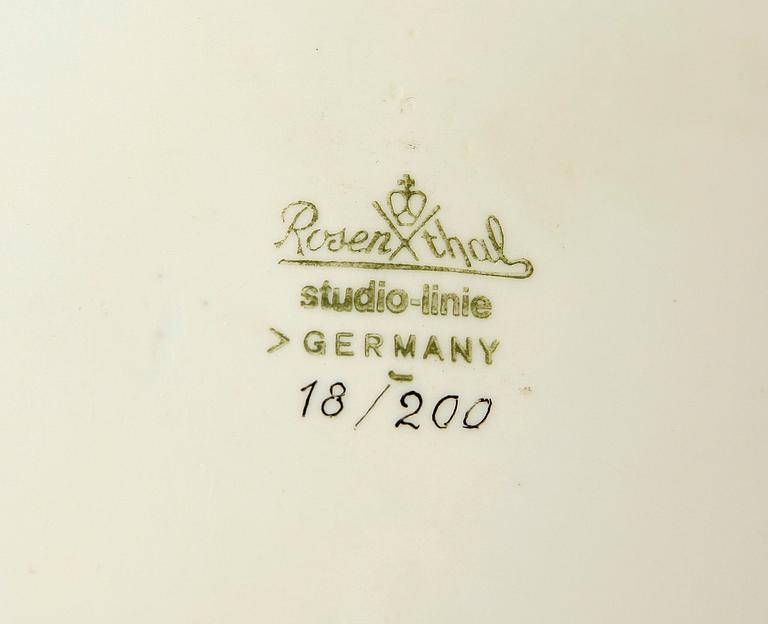 Rosenthal
studio-linie
> GERMANY
18/200